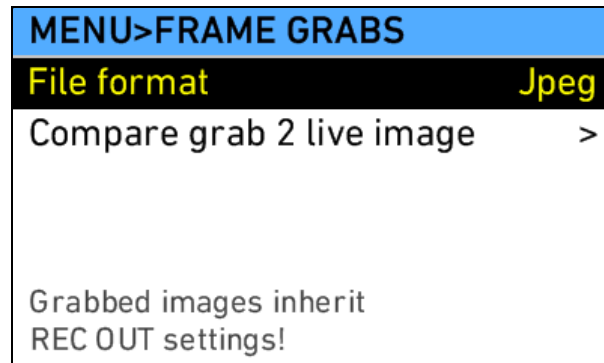 MENU>FRAME GRABS
File format Jpeg
Compare grab 2 live image >
Grabbed images inherit
REC OUT settings!